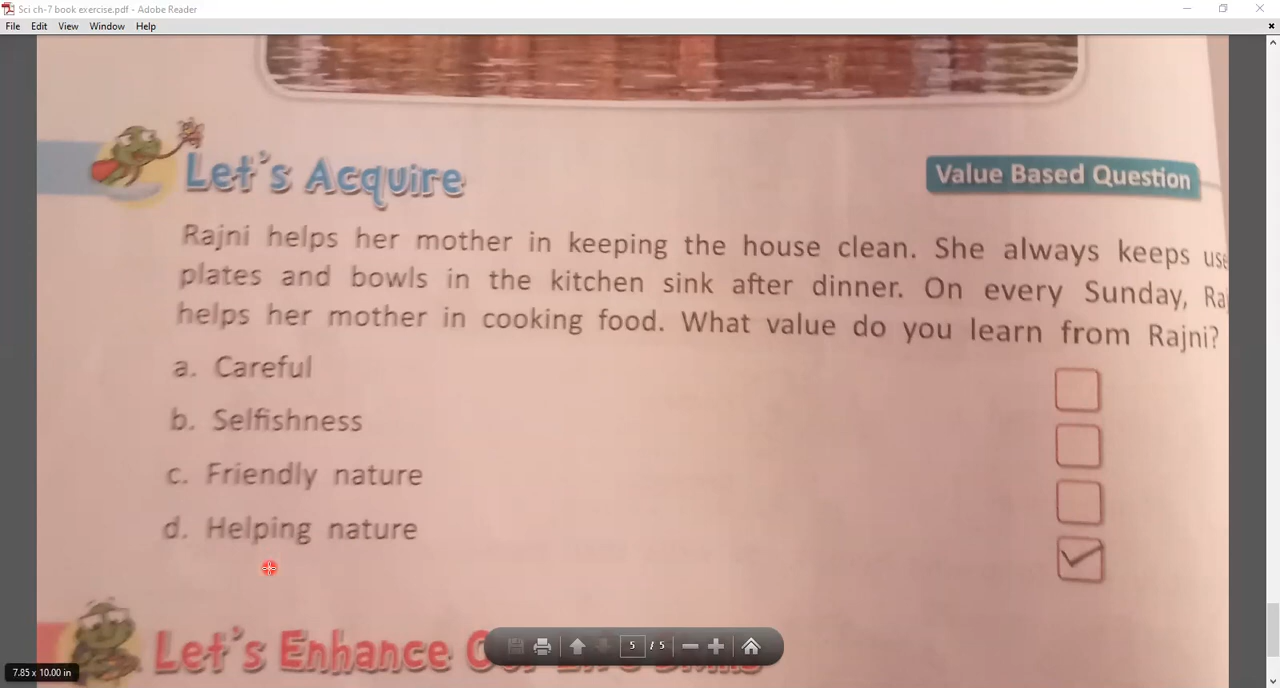 Sci ch-7 book exercise.pdf - Adobe Reader
File Edit View Window Help
Let's Acquire
Value Based Question
Rajni helps her mother in keeping the house clean. She always keeps
plates and bowls in the kitchen sink after dinner. On every Sunday,
helps her mother in cooking food. What value do you learn from Rajni?
a. Careful
b. Selfishness
c. Friendly nature
d. Helping nature
Let's Enhance
5 / 5
7.85 x 10.00 in